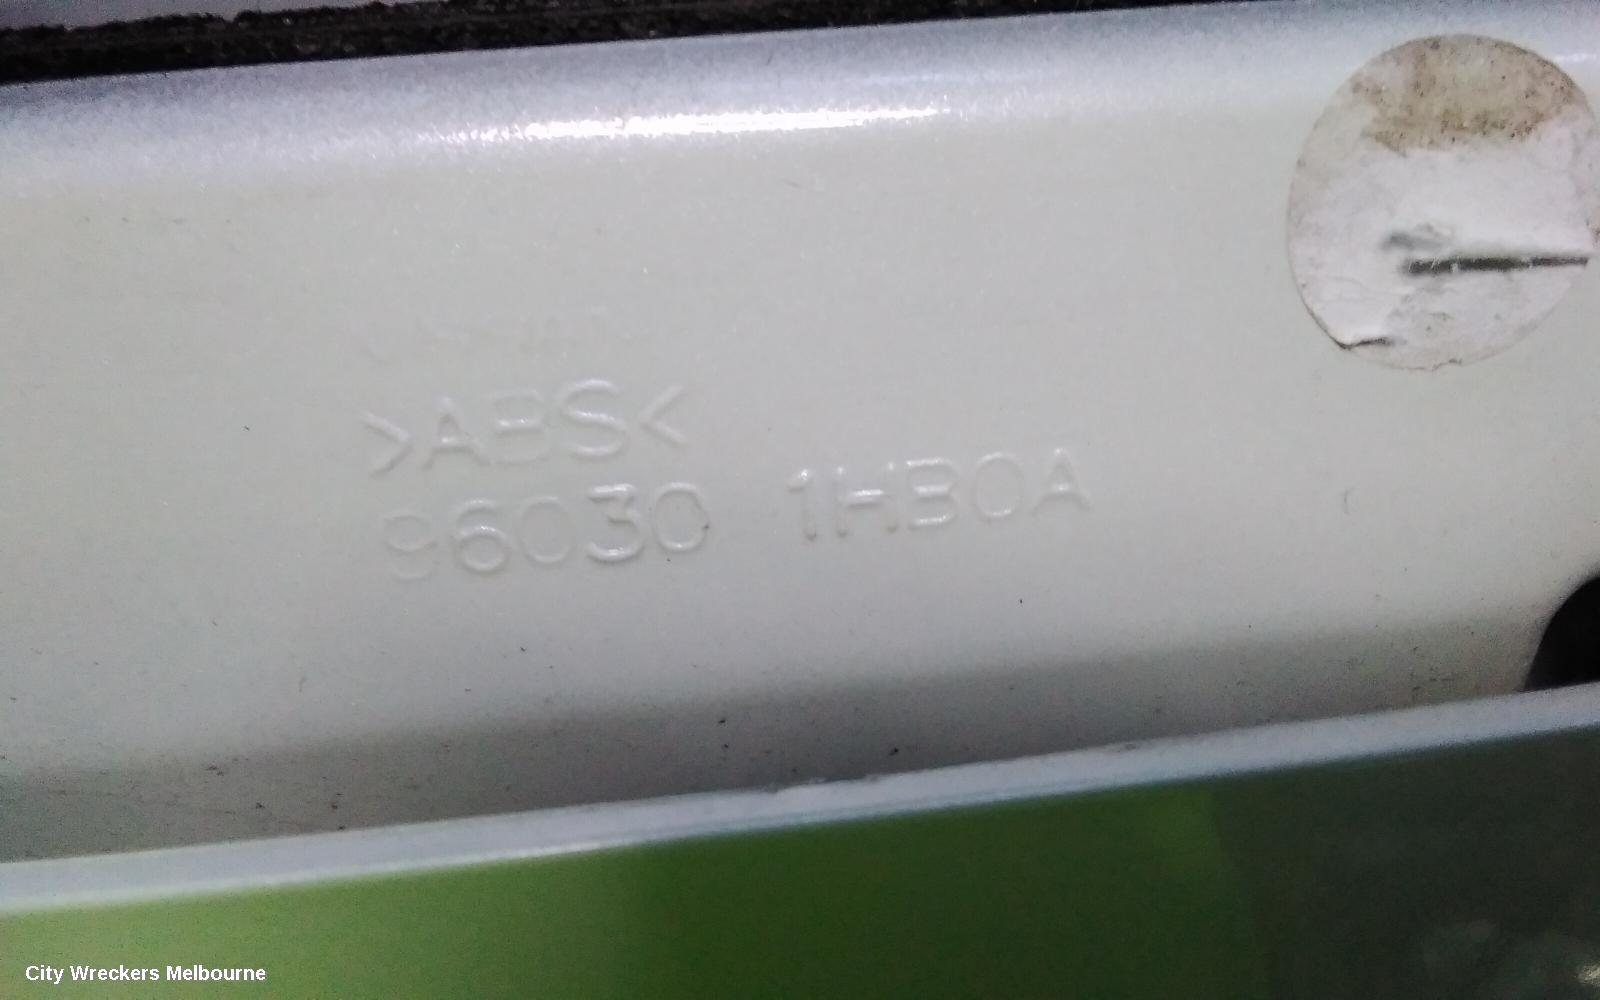 >ABS<
96030 1HB0A
City Wreckers Melbourne